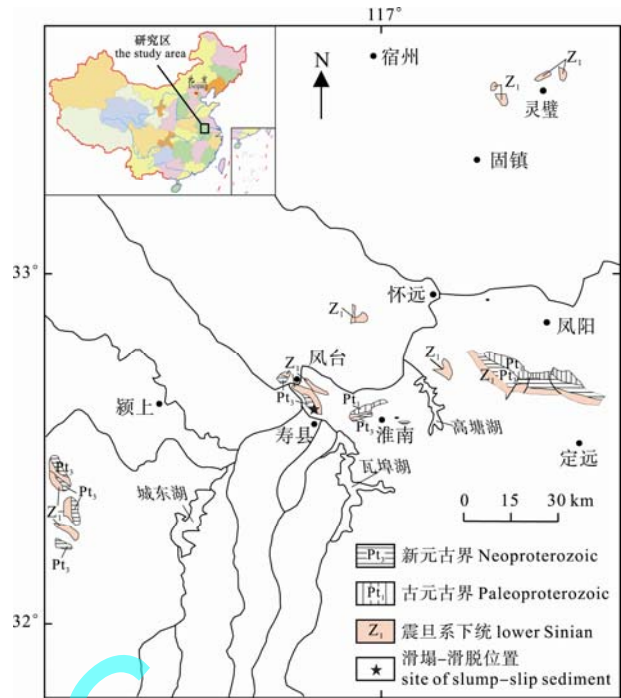 117°
研究区
the study area
北京
Beijing
N
宿州
Z₁
Z₁
灵璧
固镇
33°
怀远
Z₁
凤阳
Z₁
凤台
Z₁
Pt₃
Pt₃
颍上
寿县
淮南
高塘湖
定远
瓦埠湖
城东湖
Pt₃
Pt₃
Z₁
Pt₃
0 15 30 km
Pt₃ 新元古界 Neoproterozoic
Pt₁ 古元古界 Paleoproterozoic
Z₁ 震旦系下统 lower Sinian
滑塌-滑脱位置
site of slump-slip sediment
32°